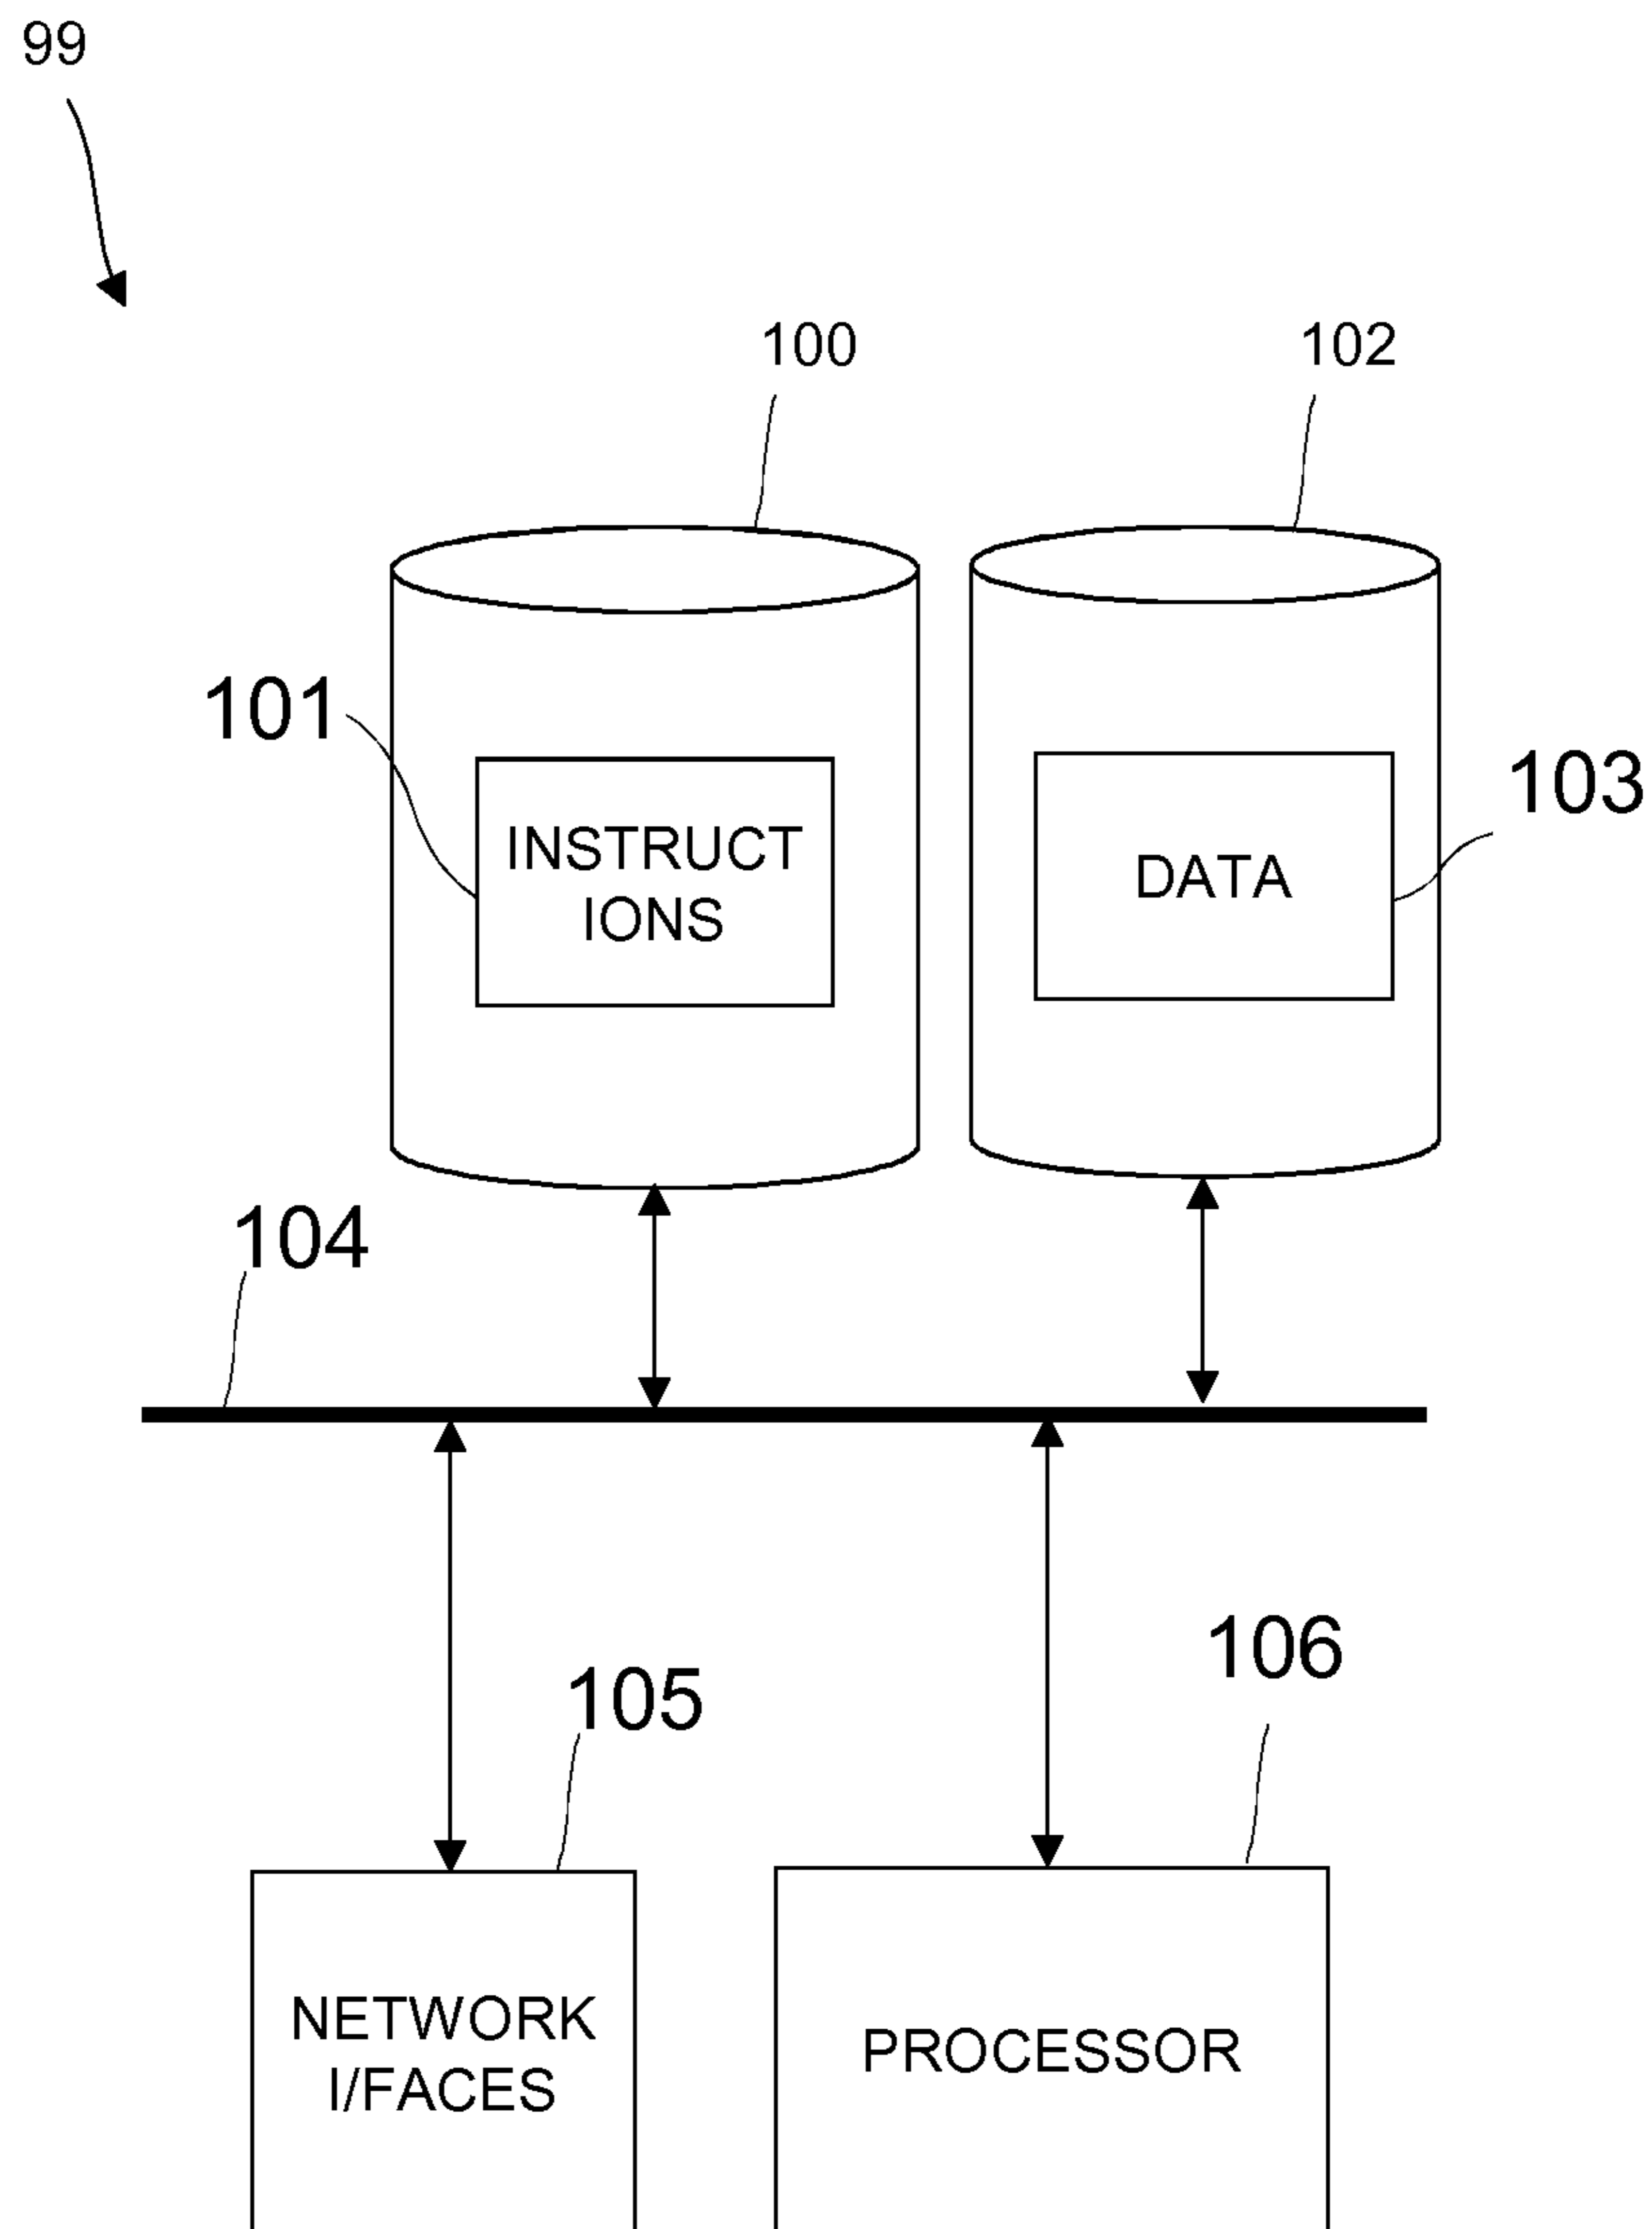 99
100
102
101
103
INSTRUCT
IONS
DATA
104
106
105
NETWORK
I/FACES
PROCESSOR